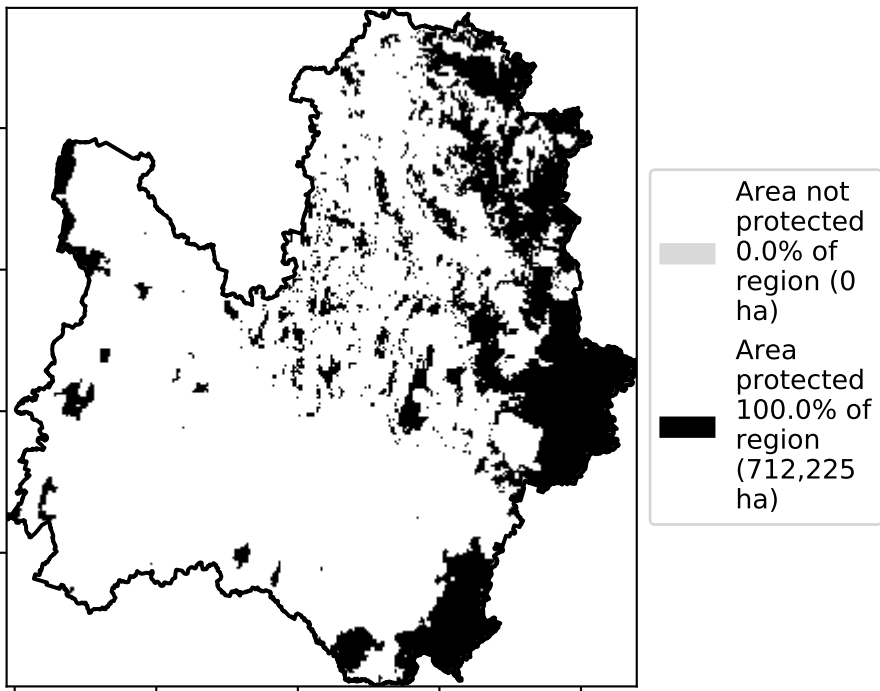 Area not
protected
0.0% of
region (0
ha)
Area
protected
100.0% of
region
(712,225
ha)